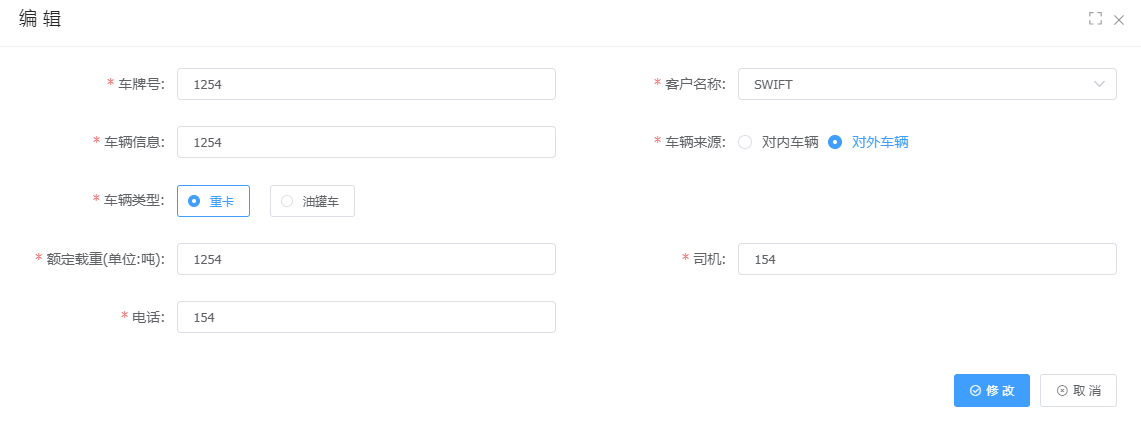 编 辑
* 车牌号: 1254 * 客户名称: SWIFT
* 车辆信息: 1254 * 车辆来源: 对内车辆 对外车辆
* 车辆类型: 重卡 油罐车
* 额定载重(单位:吨): 1254 * 司机: 154
* 电话: 154
修 改 取 消